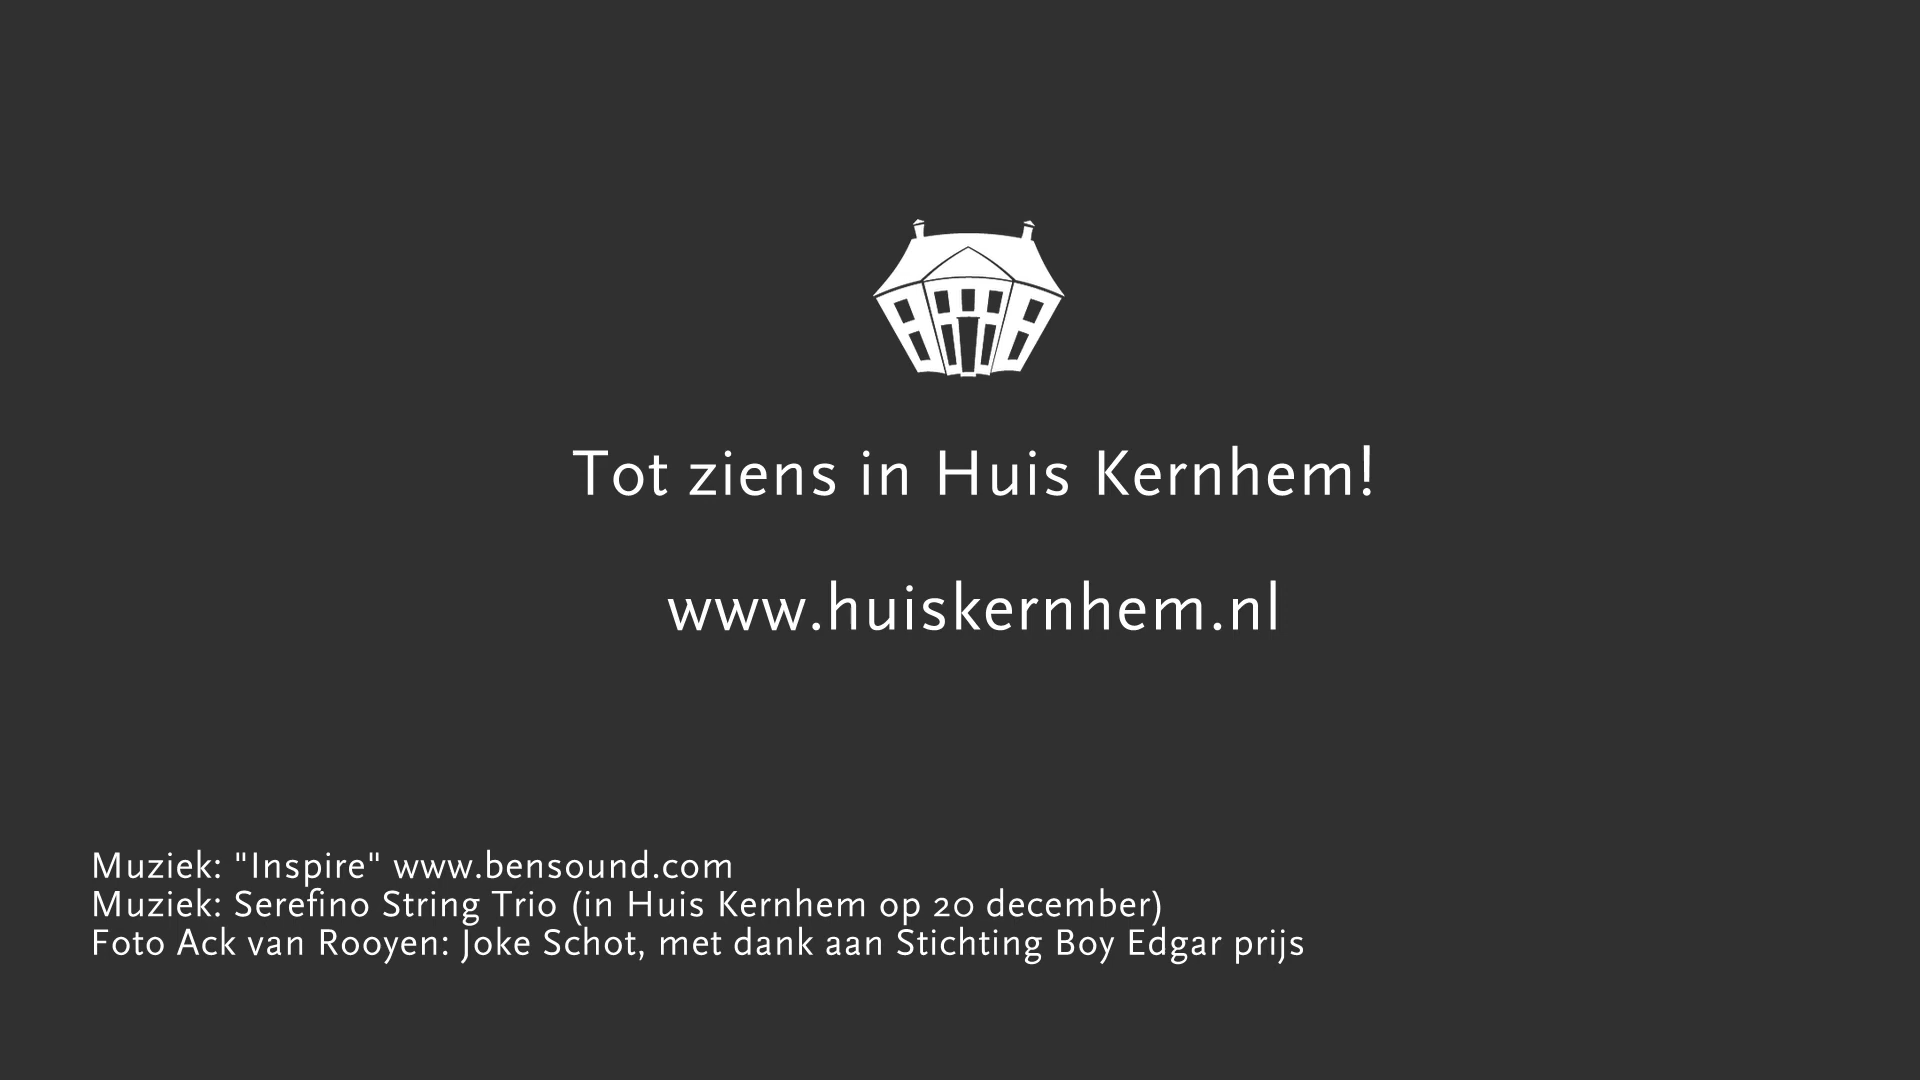 Tot ziens in Huis Kernhem!
www.huiskernhem.nl
Muziek: "Inspire" www.bensound.com
Muziek: Serefino String Trio (in Huis Kernhem op 20 december)
Foto Ack van Rooyen: Joke Schot, met dank aan Stichting Boy Edgar prijs